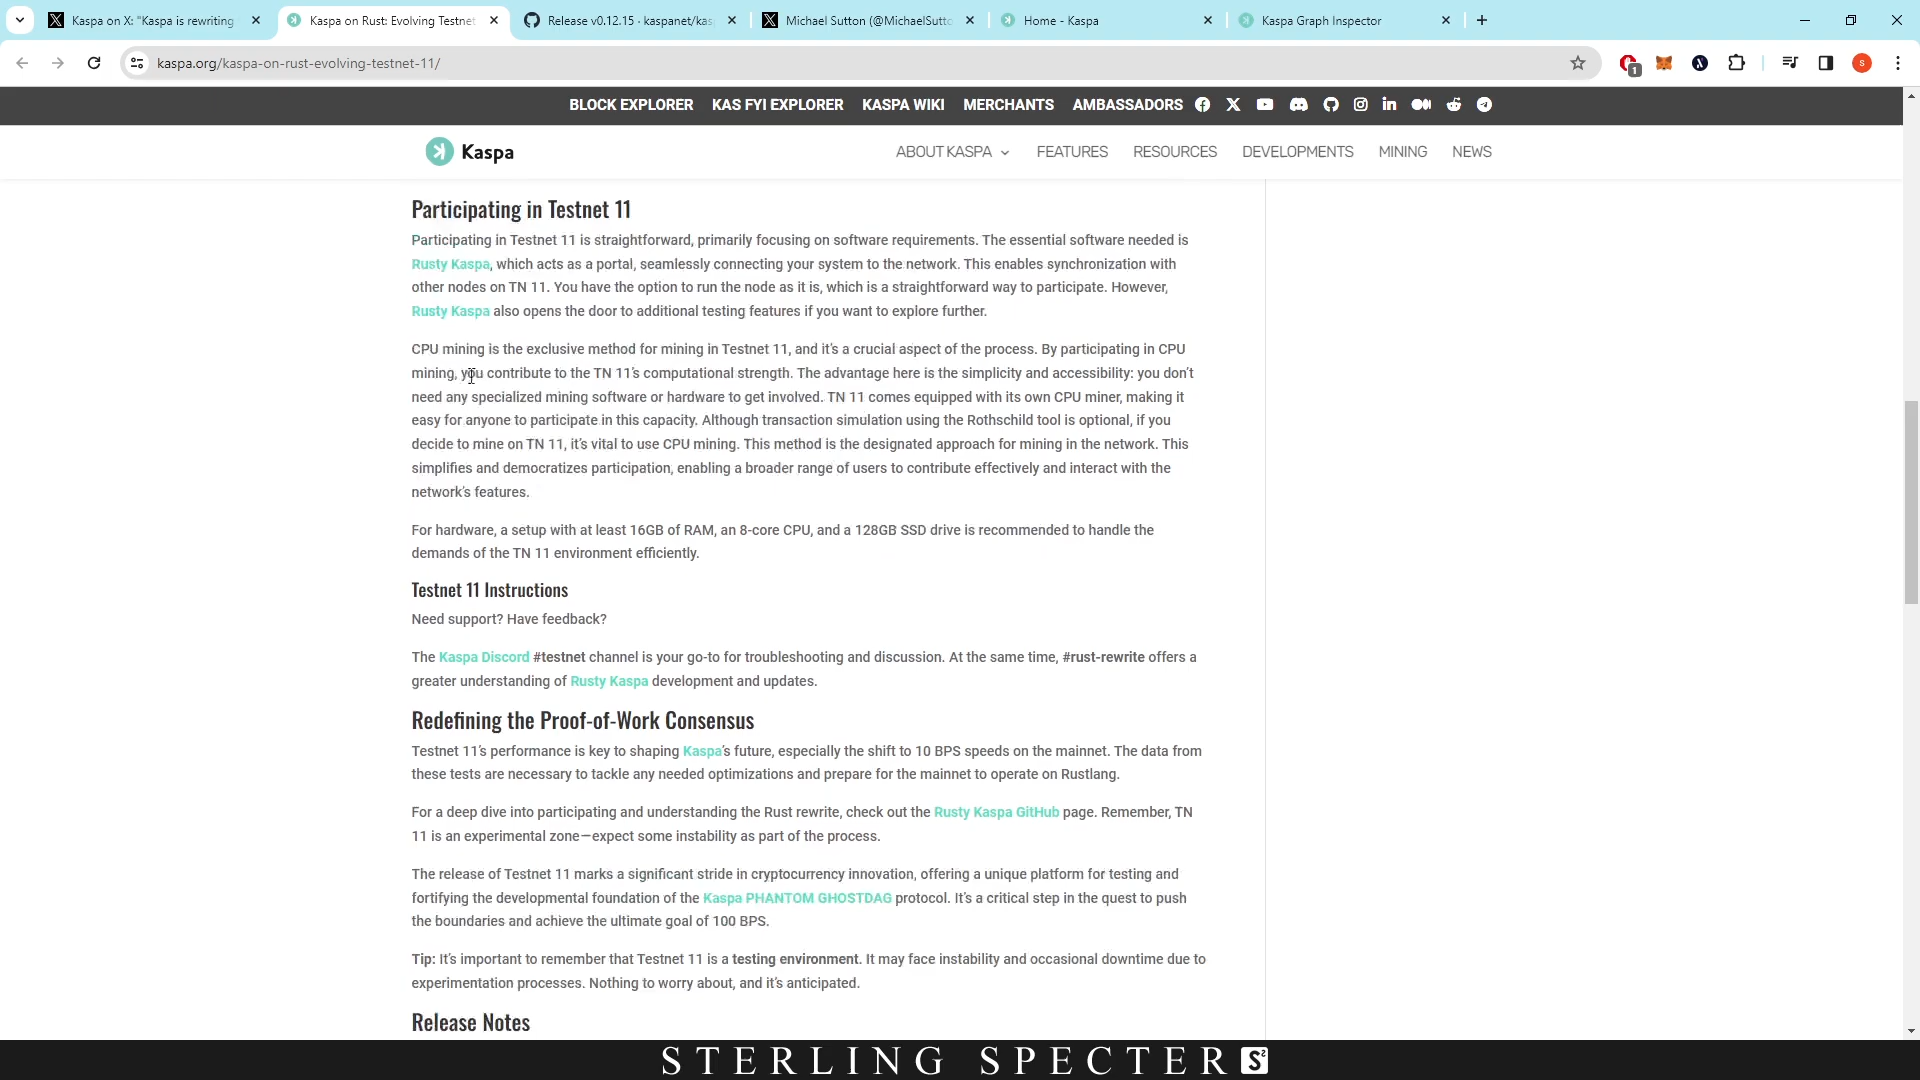 Kaspa on X: "Kaspa is rewriting
Kaspa on Rust: Evolving Testnet
Release v0.12.15 · kaspanet/kas
Michael Sutton (@MichaelSutto
Home - Kaspa
Kaspa Graph Inspector
kaspa.org/kaspa-on-rust-evolving-testnet-11/
1
S
BLOCK EXPLORER KAS FYI EXPLORER KASPA WIKI MERCHANTS AMBASSADORS
Kaspa
ABOUT KASPA FEATURES RESOURCES DEVELOPMENTS MINING NEWS
Participating in Testnet 11
Participating in Testnet 11 is straightforward, primarily focusing on software requirements. The essential software needed is
Rusty Kaspa, which acts as a portal, seamlessly connecting your system to the network. This enables synchronization with
other nodes on TN 11. You have the option to run the node as it is, which is a straightforward way to participate. However,
Rusty Kaspa also opens the door to additional testing features if you want to explore further.
CPU mining is the exclusive method for mining in Testnet 11, and it's a crucial aspect of the process. By participating in CPU
mining, you contribute to the TN 11's computational strength. The advantage here is the simplicity and accessibility: you don't
need any specialized mining software or hardware to get involved. TN 11 comes equipped with its own CPU miner, making it
easy for anyone to participate in this capacity. Although transaction simulation using the Rothschild tool is optional, if you
decide to mine on TN 11, it's vital to use CPU mining. This method is the designated approach for mining in the network. This
simplifies and democratizes participation, enabling a broader range of users to contribute effectively and interact with the
network's features.
For hardware, a setup with at least 16GB of RAM, an 8-core CPU, and a 128GB SSD drive is recommended to handle the
demands of the TN 11 environment efficiently.
Testnet 11 Instructions
Need support? Have feedback?
The Kaspa Discord #testnet channel is your go-to for troubleshooting and discussion. At the same time, #rust-rewrite offers a
greater understanding of Rusty Kaspa development and updates.
Redefining the Proof-of-Work Consensus
Testnet 11's performance is key to shaping Kaspa's future, especially the shift to 10 BPS speeds on the mainnet. The data from
these tests are necessary to tackle any needed optimizations and prepare for the mainnet to operate on Rustlang.
For a deep dive into participating and understanding the Rust rewrite, check out the Rusty Kaspa GitHub page. Remember, TN
11 is an experimental zone—expect some instability as part of the process.
The release of Testnet 11 marks a significant stride in cryptocurrency innovation, offering a unique platform for testing and
fortifying the developmental foundation of the Kaspa PHANTOM GHOSTDAG protocol. It's a critical step in the quest to push
the boundaries and achieve the ultimate goal of 100 BPS.
Tip: It's important to remember that Testnet 11 is a testing environment. It may face instability and occasional downtime due to
experimentation processes. Nothing to worry about, and it's anticipated.
Release Notes
STERLING SPECTER S²